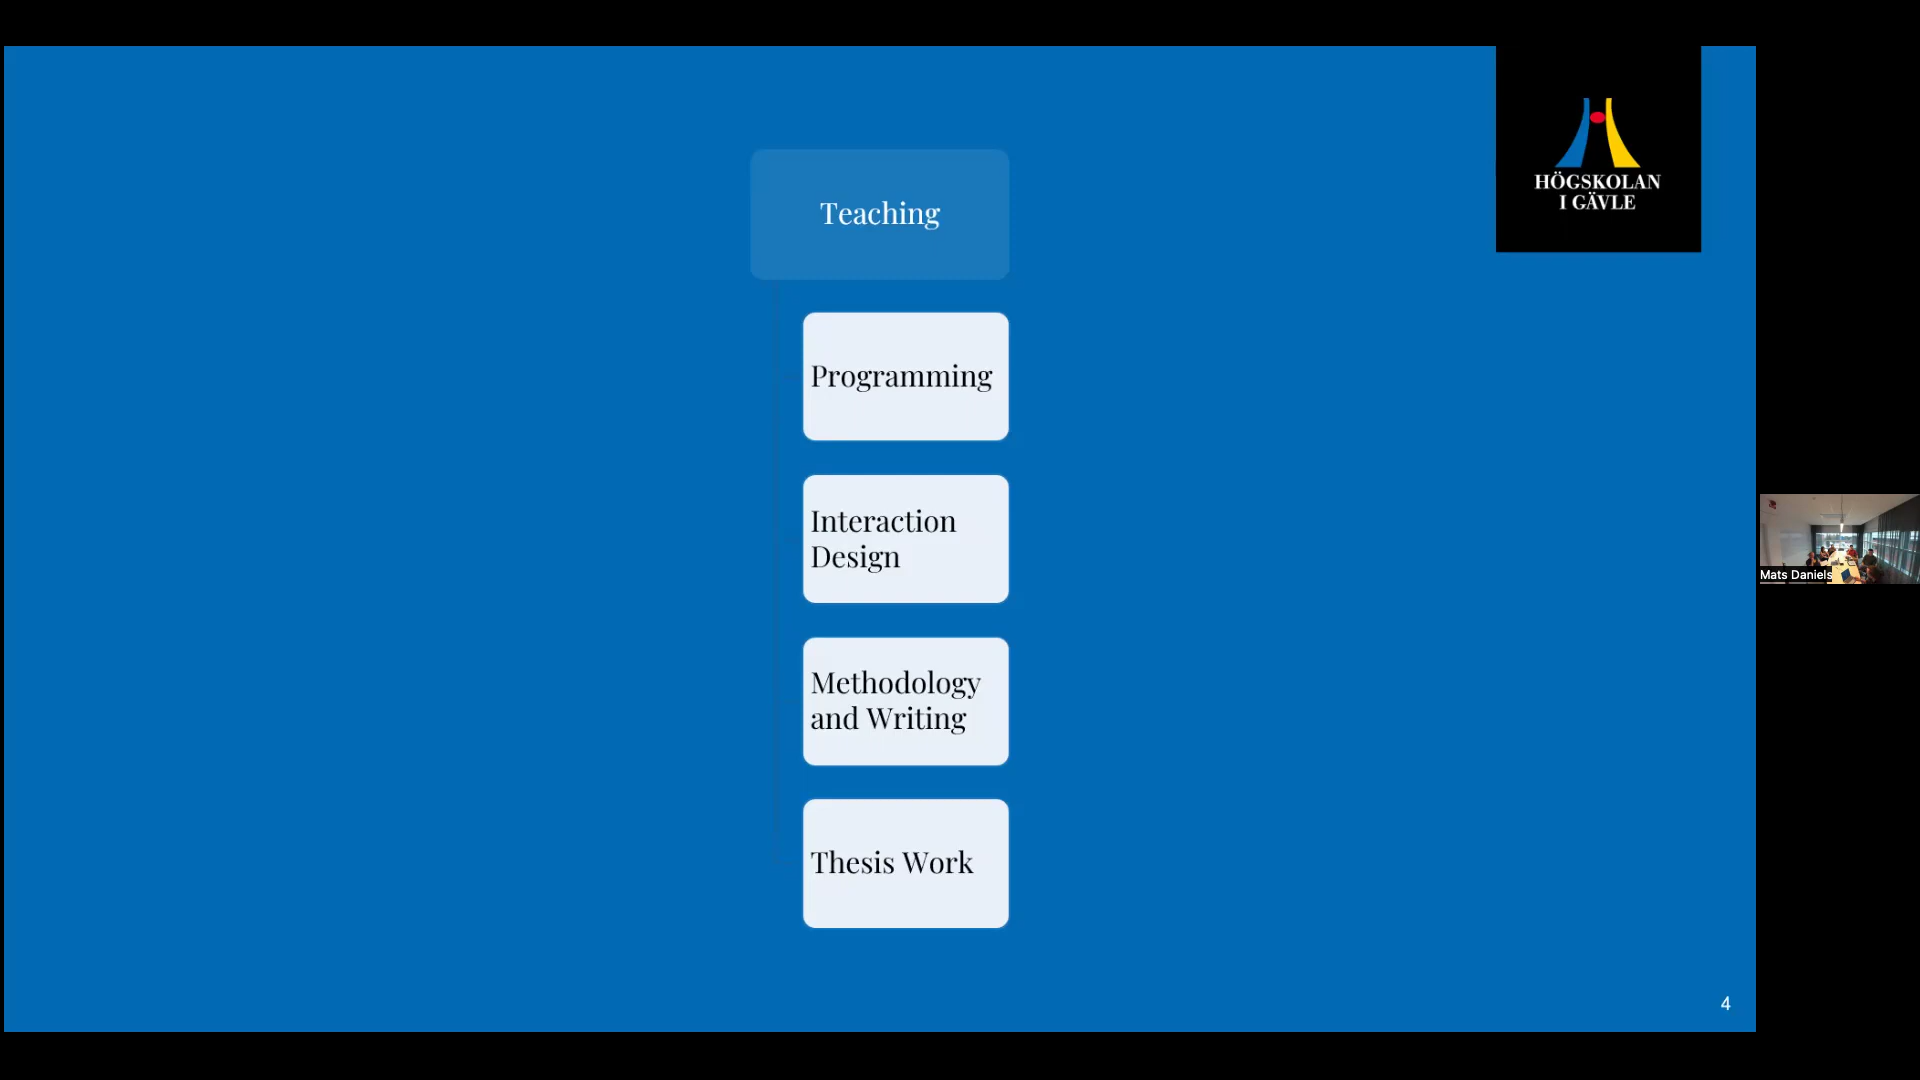 HÖGSKOLAN
I GÄVLE
Teaching
Programming
Interaction
Design
Methodology
and Writing
Thesis Work
Mats Daniels
4